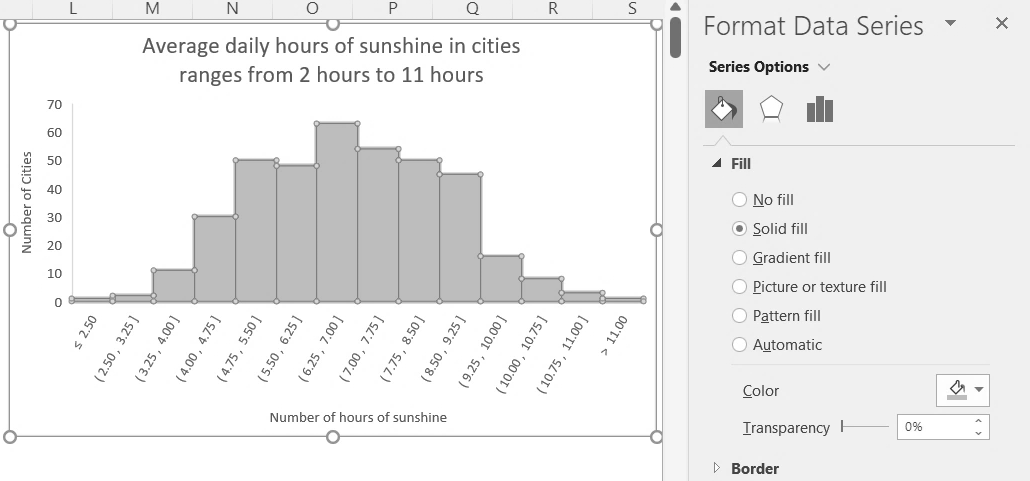 L M N O P Q R S
Average daily hours of sunshine in cities
ranges from 2 hours to 11 hours
Number of Cities
70
60
50
40
30
20
10
0
≤ 2.50
(2.50 , 3.25 ]
(3.25 , 4.00 ]
(4.00 , 4.75 ]
(4.75 , 5.50 ]
(5.50 , 6.25 ]
(6.25 , 7.00 ]
(7.00 , 7.75 ]
(7.75 , 8.50 ]
(8.50 , 9.25 ]
(9.25 , 10.00 ]
(10.00 , 10.75 ]
(10.75 , 11.00 ]
> 11.00
Number of hours of sunshine
Format Data Series
Series Options
Fill
No fill
Solid fill
Gradient fill
Picture or texture fill
Pattern fill
Automatic
Color
Transparency 0%
Border